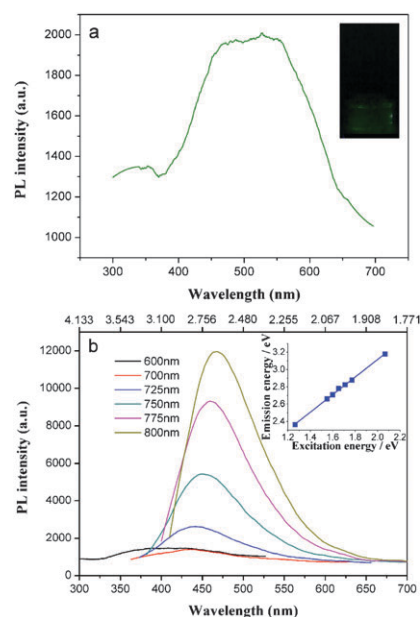 a
2000
1800
1600
1400
1200
1000
PL intensity (a.u.)
300 400 500 600 700
Wavelength (nm)
4.133 3.543 3.100 2.756 2.480 2.255 2.067 1.908 1.771
b
12000
10000
8000
6000
4000
2000
0
PL intensity (a.u.)
600nm
700nm
725nm
750nm
775nm
800nm
Emission energy / eV
3.2
2.8
2.4
1.2 1.4 1.6 1.8 2.0 2.2
Excitation energy / eV
300 350 400 450 500 550 600 650 700
Wavelength (nm)